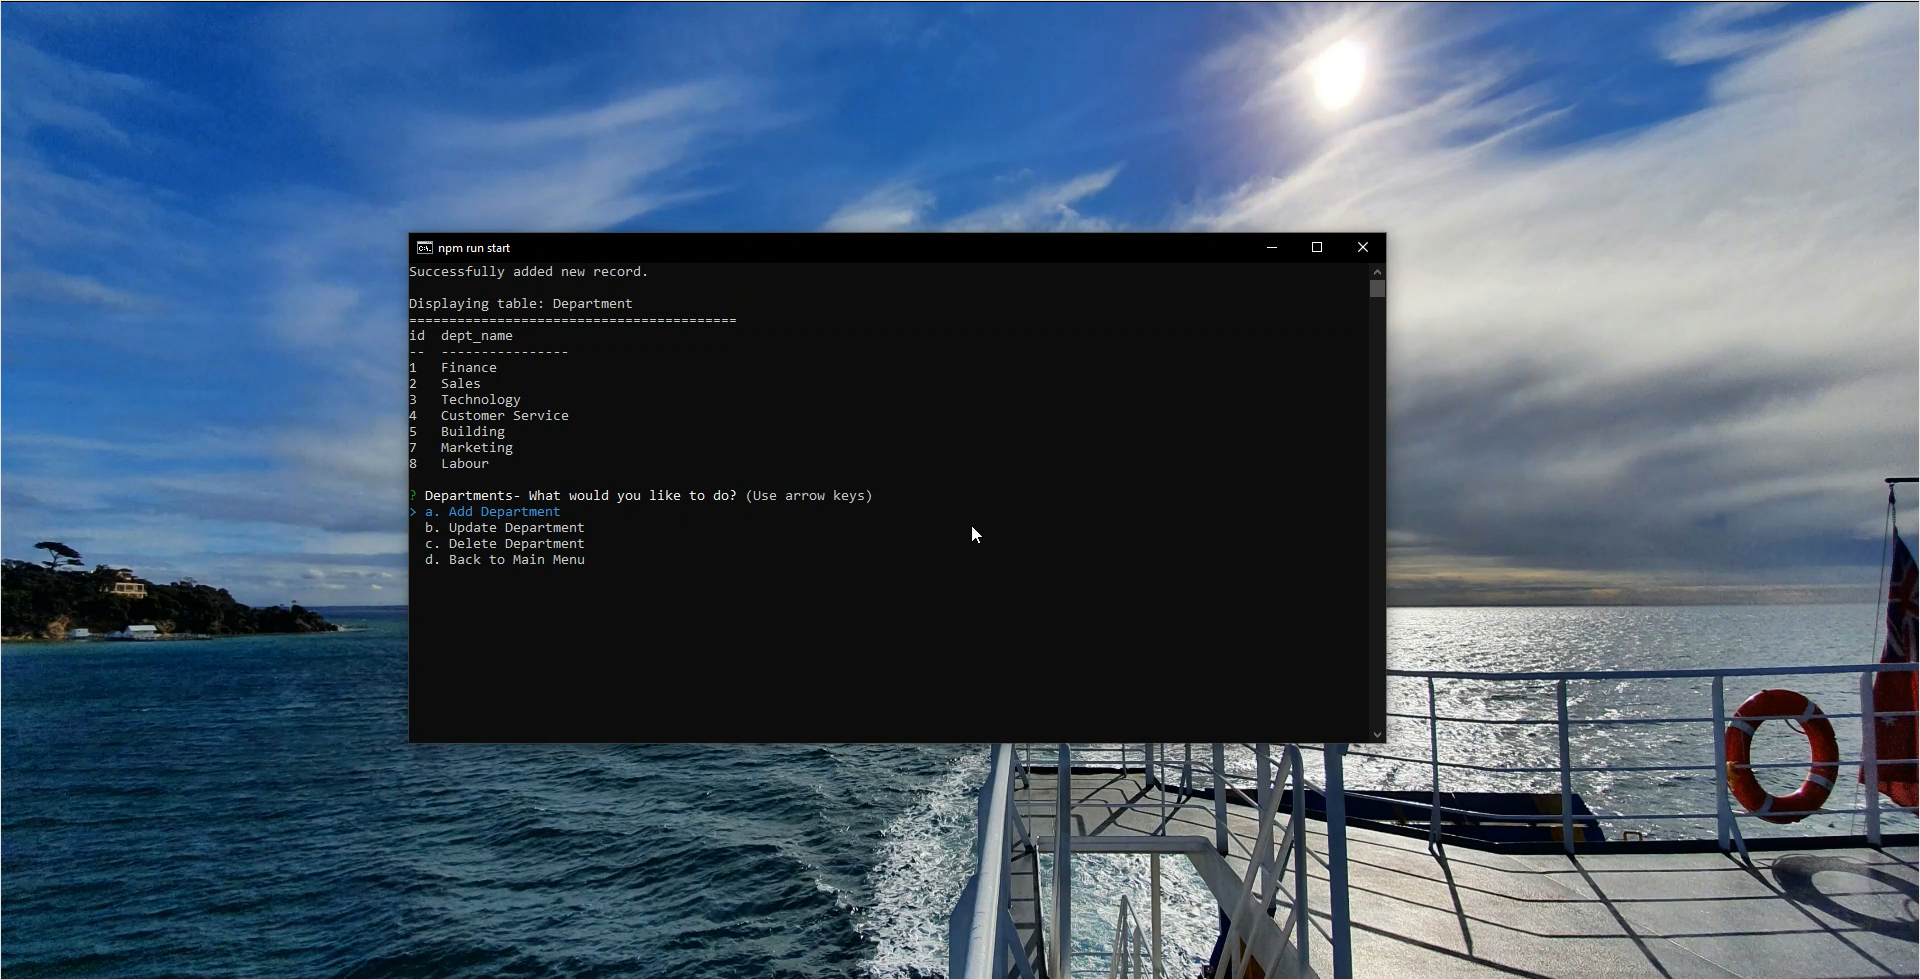 npm run start
Successfully added new record.
Displaying table: Department
=========================================
id  dept_name
--  ----------------
1   Finance
2   Sales
3   Technology
4   Customer Service
5   Building
7   Marketing
8   Labour
? Departments- What would you like to do? (Use arrow keys)
> a. Add Department
  b. Update Department
  c. Delete Department
  d. Back to Main Menu